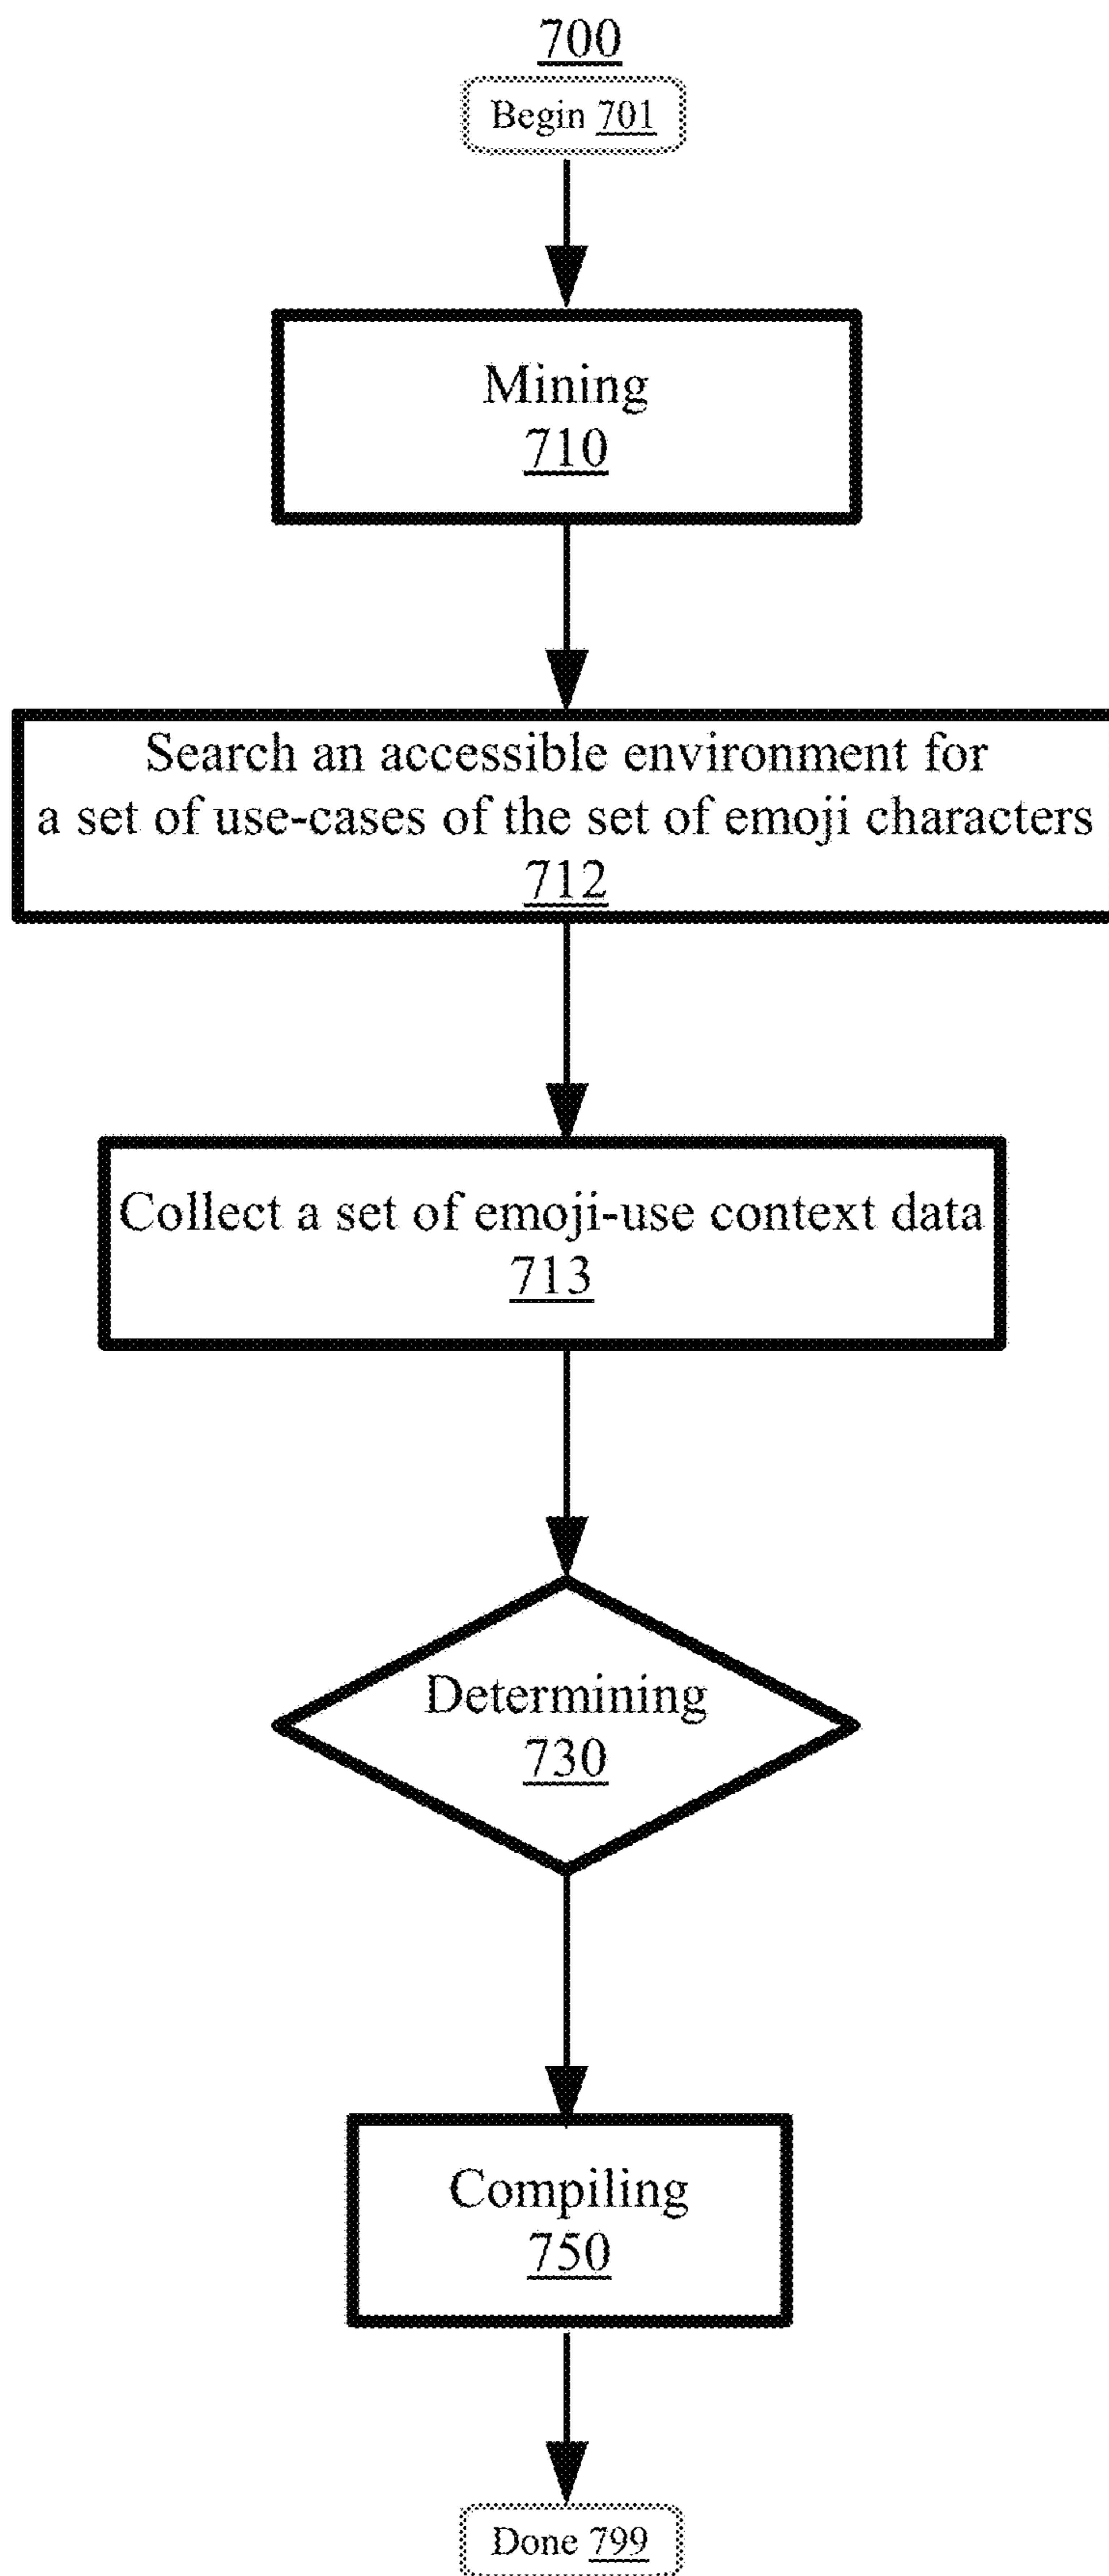 700
Begin 701
Mining
710
Search an accessible environment for
a set of use-cases of the set of emoji characters
712
Collect a set of emoji-use context data
713
Determining
730
Compiling
750
Done 799